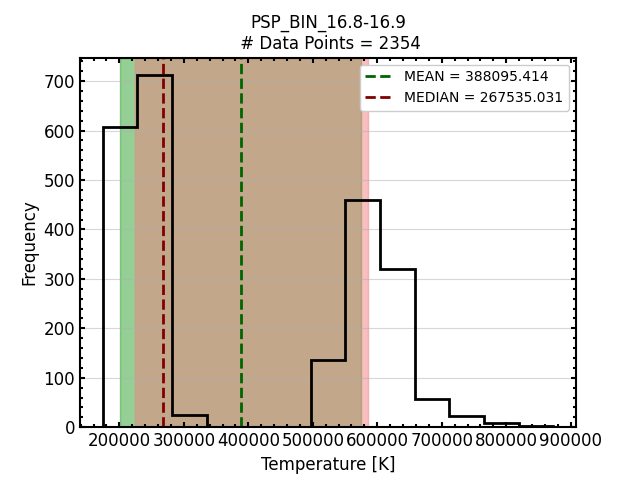 PSP_BIN_16.8-16.9
# Data Points = 2354
MEAN = 388095.414
MEDIAN = 267535.031
700
600
500
400
300
200
100
0
Frequency
200000 300000 400000 500000 600000 700000 800000 900000
Temperature [K]